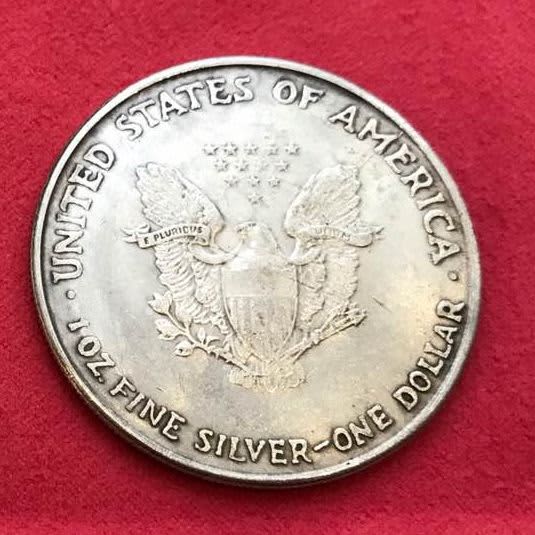 · UNITED STATES OF AMERICA ·
E PLURIBUS
UNUM
1 OZ. FINE SILVER–ONE DOLLAR